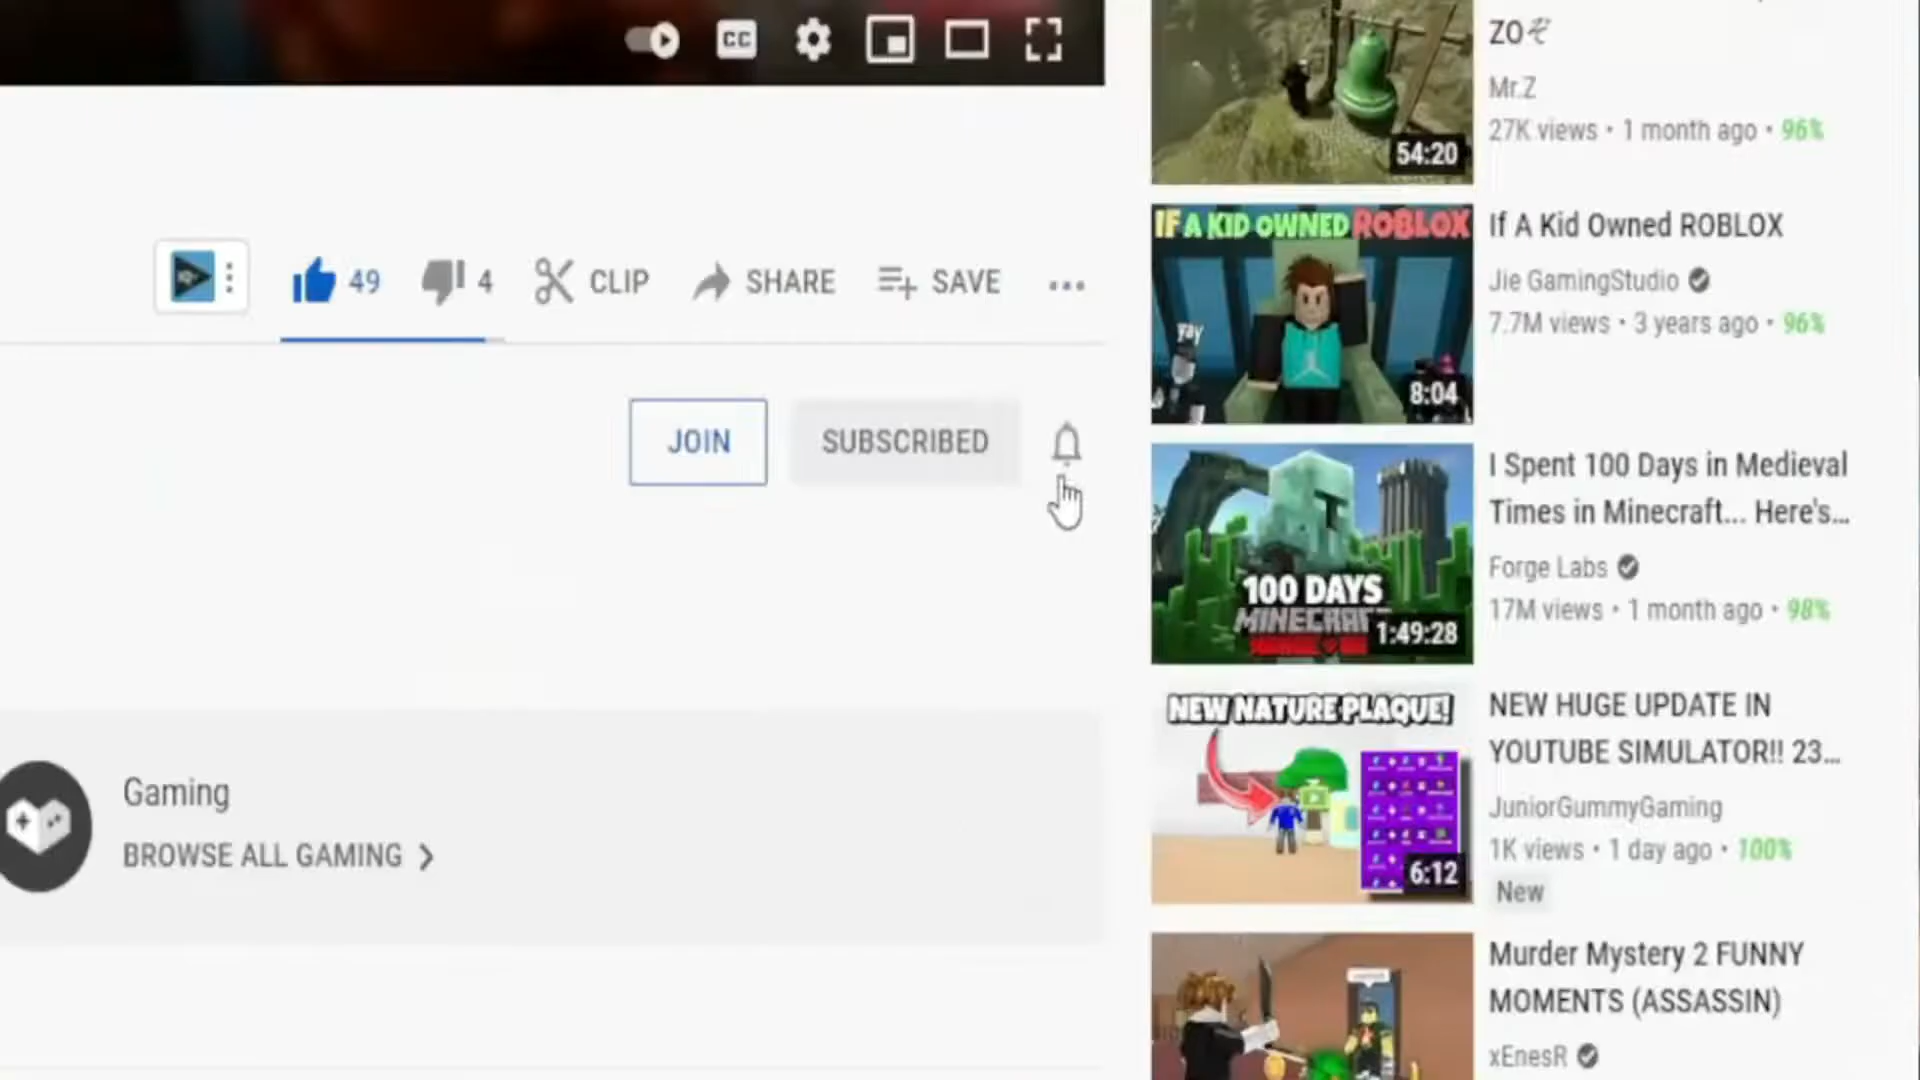 CC
ZOぞ
Mr.Z
27K views • 1 month ago • 96%
54:20
49
4
CLIP
SHARE
SAVE
IF A KID OWNED ROBLOX
8:04
If A Kid Owned ROBLOX
Jie GamingStudio
7.7M views • 3 years ago • 96%
JOIN
SUBSCRIBED
100 DAYS
MINECRAFT
1:49:28
I Spent 100 Days in Medieval
Times in Minecraft... Here's...
Forge Labs
17M views • 1 month ago • 98%
Gaming
BROWSE ALL GAMING
NEW NATURE PLAQUE!
6:12
NEW HUGE UPDATE IN
YOUTUBE SIMULATOR!! 23...
JuniorGummyGaming
1K views • 1 day ago • 100%
New
Murder Mystery 2 FUNNY
MOMENTS (ASSASSIN)
xEnesR